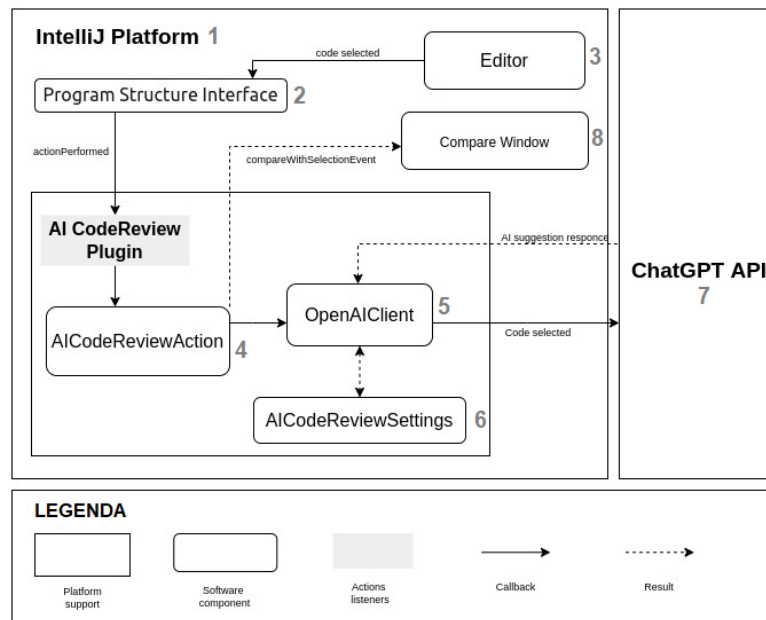 IntelliJ Platform 1
code selected
Editor
3
Program Structure Interface
2
actionPerformed
Compare Window
8
compareWithSelectionEvent
AI CodeReview
Plugin
AI suggestion responce
ChatGPT API
7
OpenAIClient
5
Code selected
AICodeReviewAction
4
AICodeReviewSettings
6
LEGENDA
Platform
support
Software
component
Actions
listeners
Callback
Result